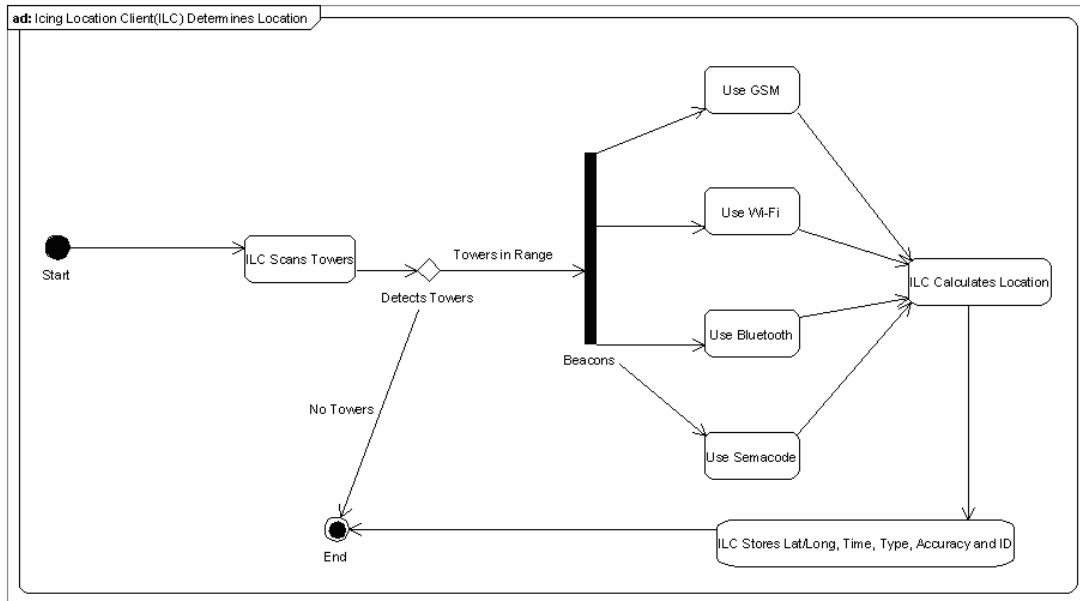 ad: Icing Location Client(ILC) Determines Location
Use GSM
Use Wi-Fi
Start
ILC Scans Towers
Towers in Range
Detects Towers
ILC Calculates Location
Use Bluetooth
Beacons
No Towers
Use Semacode
End
ILC Stores Lat/Long, Time, Type, Accuracy and ID